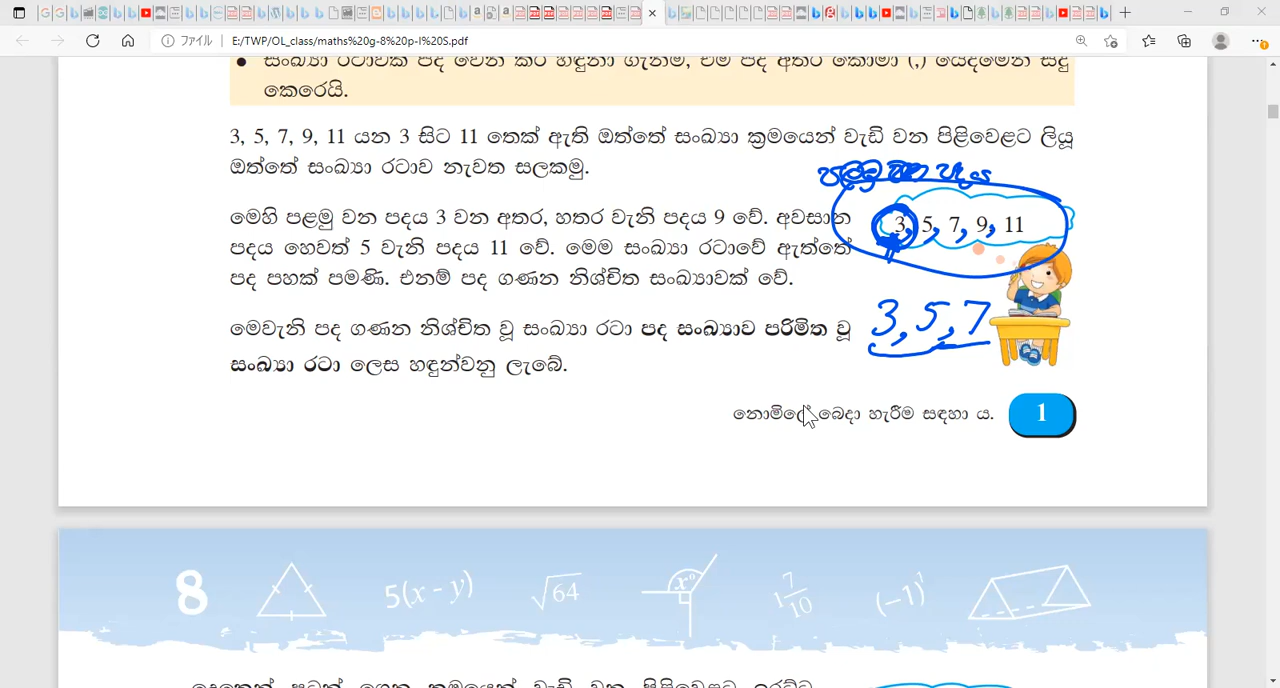 ファイル
E:/TWP/OL_class/maths%20g-8%20p-I%20S.pdf
• සංඛ්‍යා රටාවක පද වෙන් කර හඳුනා ගැනීම, එම පද අතර කොමා (,) යෙදීමෙන් සිදු
කෙරෙයි.
3, 5, 7, 9, 11 යන 3 සිට 11 තෙක් ඇති ඔත්තේ සංඛ්‍යා ක්‍රමයෙන් වැඩි වන පිළිවෙළට ලියූ
ඔත්තේ සංඛ්‍යා රටාව නැවත සලකමු.
පළමු වන පදය
මෙහි පළමු වන පදය 3 වන අතර, හතර වැනි පදය 9 වේ. අවසාන
පදය හෙවත් 5 වැනි පදය 11 වේ. මෙම සංඛ්‍යා රටාවේ ඇත්තේ
පද පහක් පමණි. එනම් පද ගණන නිශ්චිත සංඛ්‍යාවක් වේ.
3, 5, 7, 9, 11
3, 5, 7
මෙවැනි පද ගණන නිශ්චිත වූ සංඛ්‍යා රටා පද සංඛ්‍යාව පරිමිත වූ
සංඛ්‍යා රටා ලෙස හඳුන්වනු ලැබේ.
නොමිලේ බෙදා හැරීම සඳහා ය.
1
8
5(x – y)
√64
x°
1 7/10
(–1)